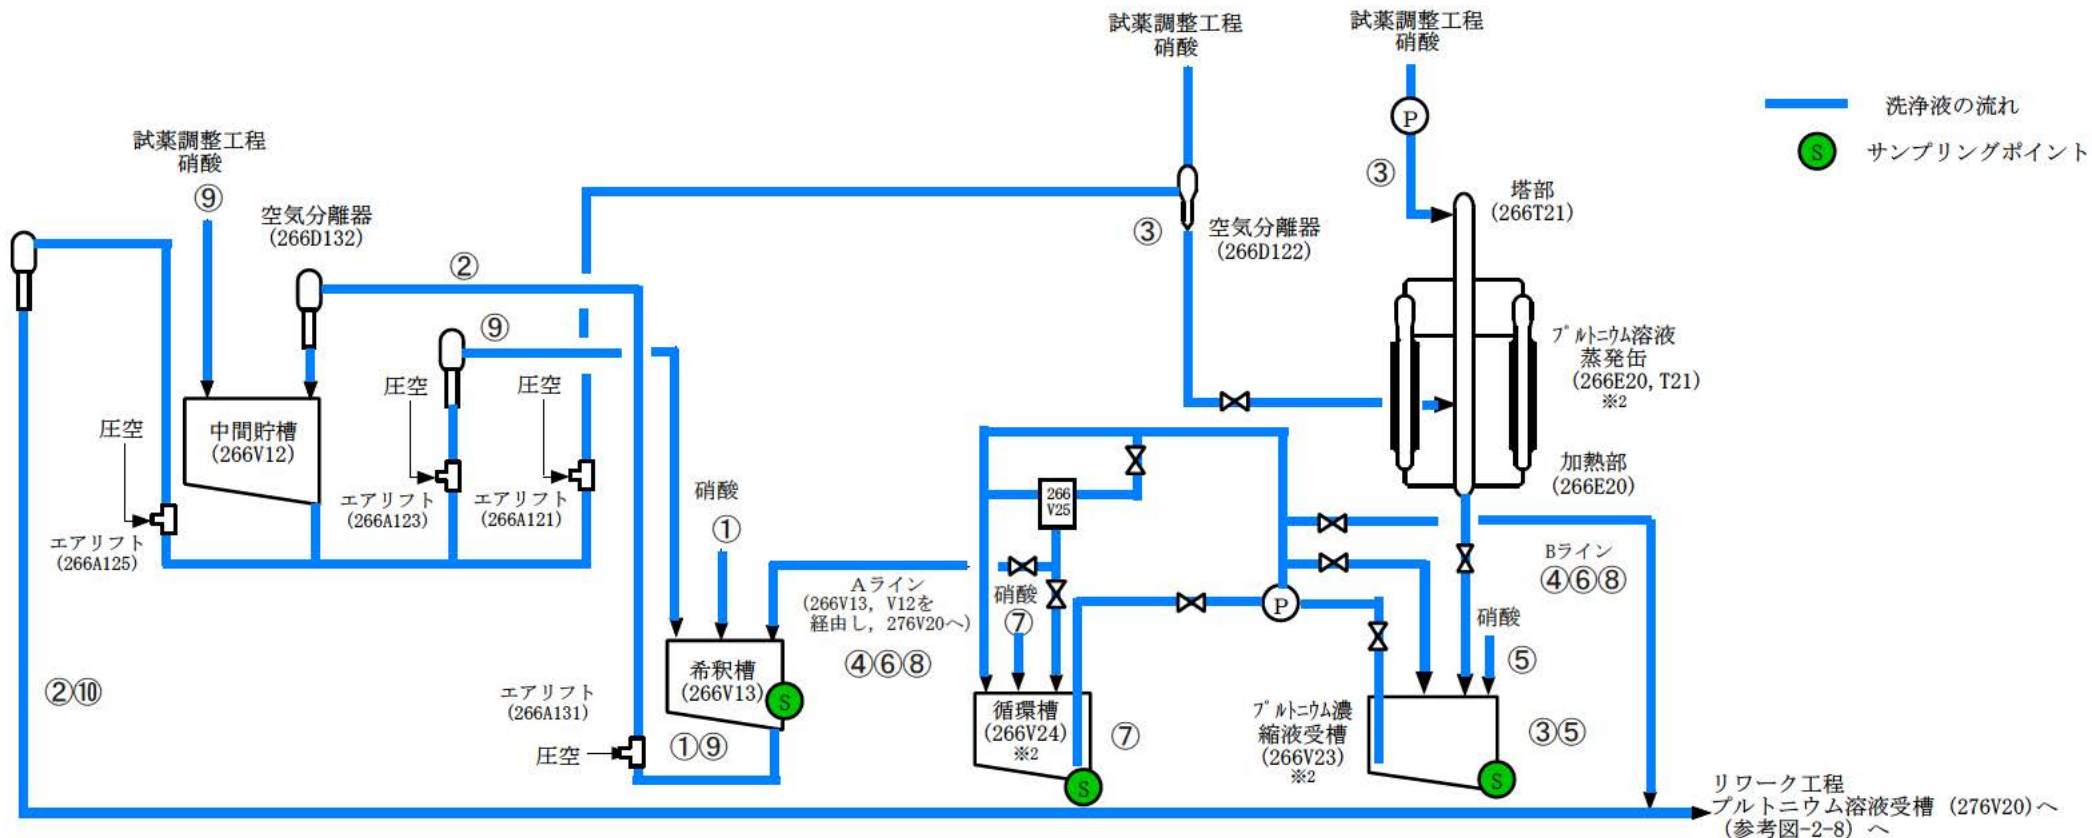 試薬調整工程
硝酸
試薬調整工程
硝酸
P
洗浄液の流れ
S
サンプリングポイント
試薬調整工程
硝酸
⑨
空気分離器
(266D132)
②
⑨
③
空気分離器
(266D122)
③
塔部
(266T21)
プルトニウム溶液
蒸発缶
(266E20,T21)
※2
加熱部
(266E20)
圧空
中間貯槽
(266V12)
圧空
圧空
エアリフト
(266A125)
エアリフト
(266A123)
エアリフト
(266A121)
硝酸
①
266
V25
Aライン
(266V13, V12を
経由し, 276V20へ)
④⑥⑧
硝酸
⑦
P
Bライン
④⑥⑧
硝酸
⑤
②⑩
エアリフト
(266A131)
圧空
希釈槽
(266V13)
S
①⑨
循環槽
(266V24)
※2
S
⑦
プルトニウム濃
縮液受槽
(266V23)
※2
S
③⑤
リワーク工程
プルトニウム溶液受槽 (276V20)へ
(参考図-2-8) へ